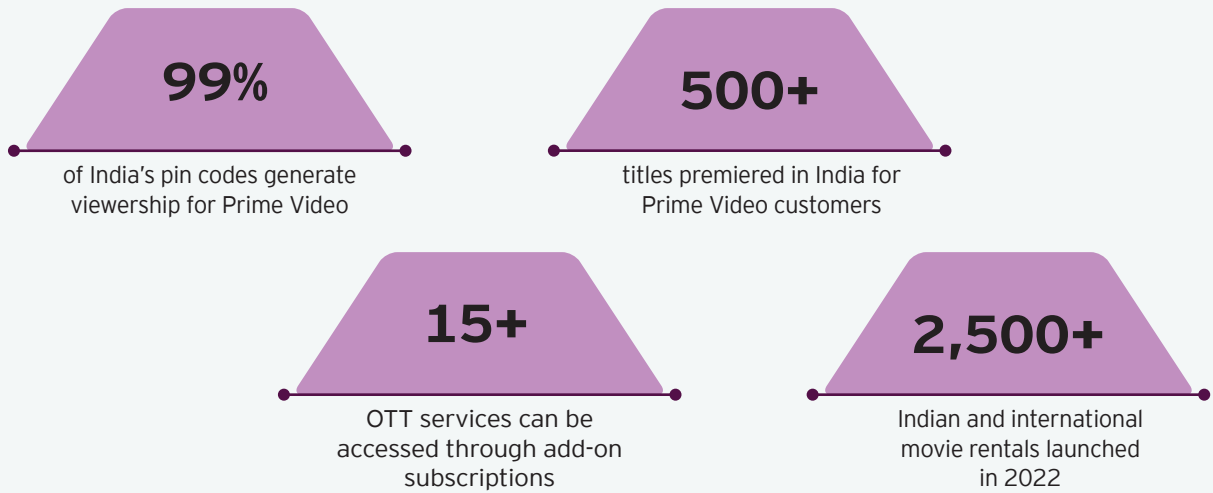 99%
of India's pin codes generate
viewership for Prime Video
500+
titles premiered in India for
Prime Video customers
15+
OTT services can be
accessed through add-on
subscriptions
2,500+
Indian and international
movie rentals launched
in 2022